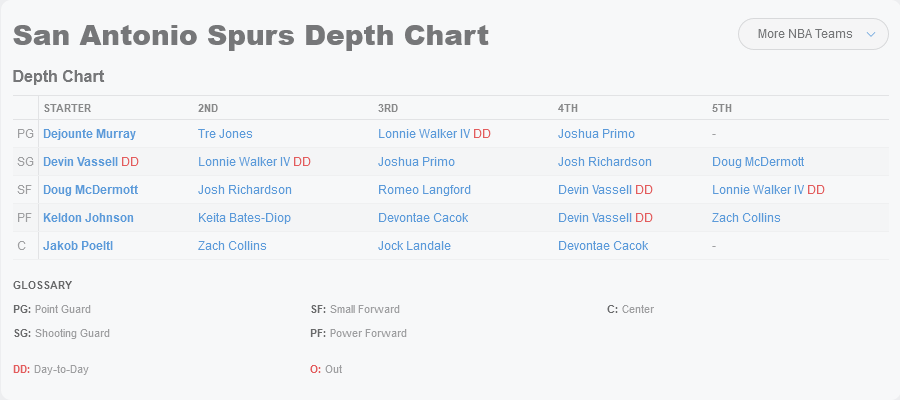 San Antonio Spurs Depth Chart
More NBA Teams
Depth Chart
STARTER 2ND 3RD 4TH 5TH
PG Dejounte Murray Tre Jones Lonnie Walker IV DD Joshua Primo -
SG Devin Vassell DD Lonnie Walker IV DD Joshua Primo Josh Richardson Doug McDermott
SF Doug McDermott Josh Richardson Romeo Langford Devin Vassell DD Lonnie Walker IV DD
PF Keldon Johnson Keita Bates-Diop Devontae Cacok Devin Vassell DD Zach Collins
C Jakob Poeltl Zach Collins Jock Landale Devontae Cacok -
GLOSSARY
PG: Point Guard SF: Small Forward C: Center
SG: Shooting Guard PF: Power Forward
DD: Day-to-Day O: Out